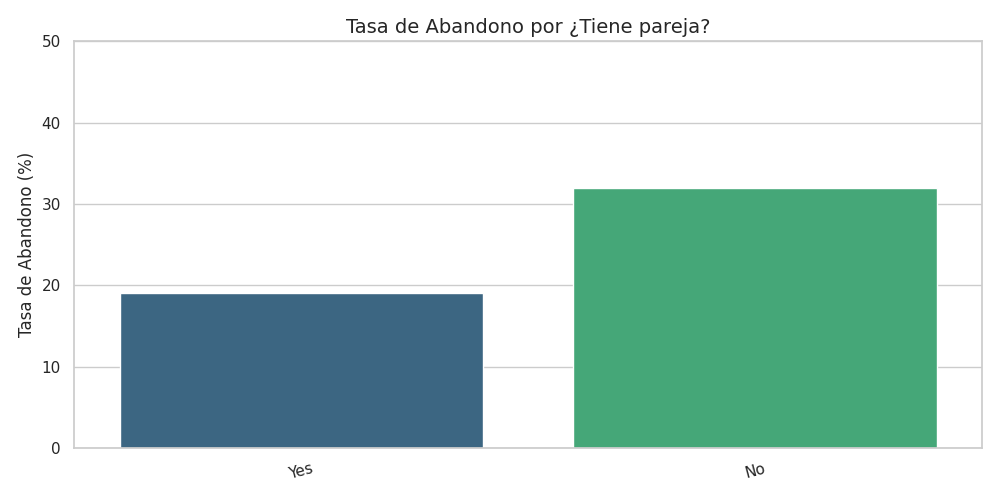 Tasa de Abandono por ¿Tiene pareja?
Tasa de Abandono (%)
50
40
30
20
10
0
Yes
No